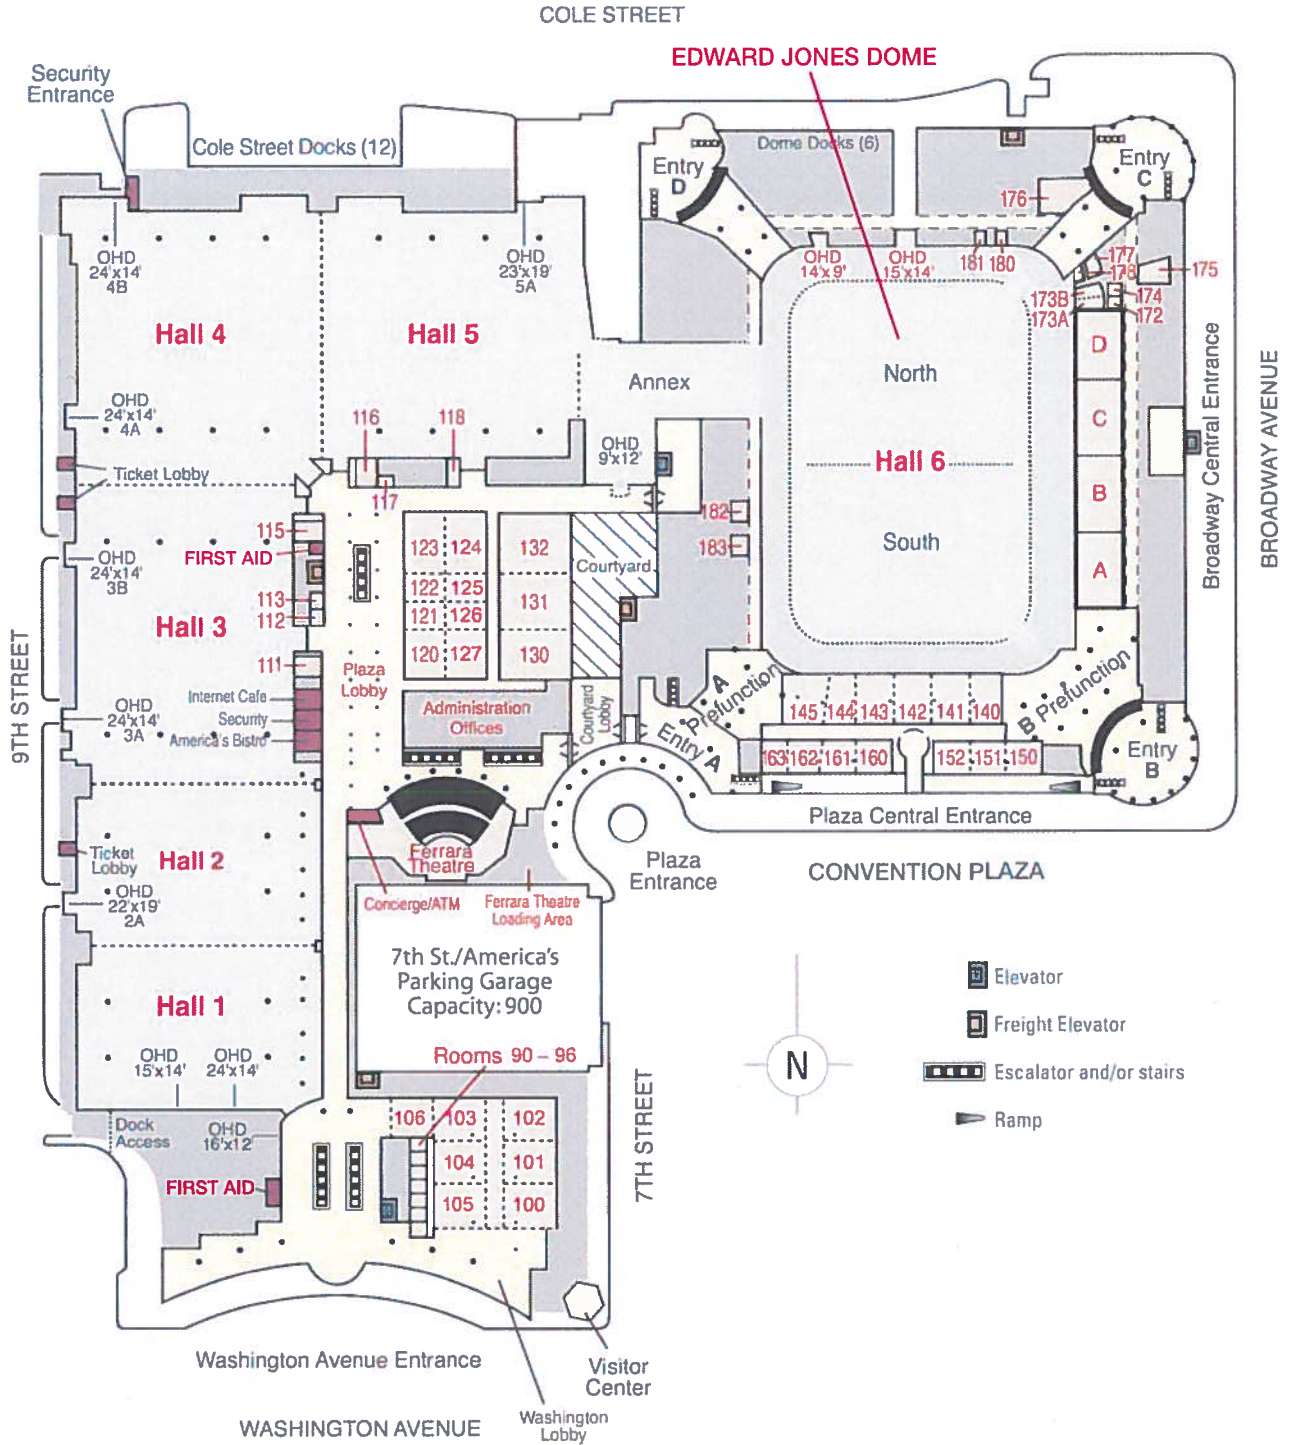 COLE STREET
EDWARD JONES DOME
Security
Entrance
Cole Street Docks (12)
Dome Docks (6)
Entry
D
Entry
C
176
OHD
24'x14'
4B
OHD
23'x19'
5A
OHD
14'x 9'
OHD
15'x14'
181
180
177
178
175
173B
173A
174
172
Hall 4
Hall 5
Annex
North
D
C
B
A
Broadway Central Entrance
BROADWAY AVENUE
OHD
24'x14'
4A
116
118
117
OHD
9'x12'
Hall 6
Ticket Lobby
182
183
South
115
FIRST AID
113
112
111
OHD
24'x14'
3B
Hall 3
123
124
122
125
121
126
120
127
132
131
130
Courtyard
9TH STREET
Plaza
Lobby
Internet Cafe
Security
America's Bistro
OHD
24'x14'
3A
Administration
Offices
Courtyard
Lobby
A
Prefunction
Entry
A
145
144
143
142
141
140
B Prefunction
163
162
161
160
152
151
150
Entry
B
Plaza Central Entrance
Plaza
Entrance
CONVENTION PLAZA
Ticket
Lobby
Hall 2
OHD
22'x19'
2A
Ferrara
Theatre
Concierge/ATM
Ferrara Theatre
Loading Area
7th St./America's
Parking Garage
Capacity: 900
Hall 1
OHD
15'x14'
OHD
24'x14'
Rooms 90 – 96
N
Elevator
Freight Elevator
Escalator and/or stairs
Ramp
7TH STREET
Dock
Access
OHD
16'x12'
FIRST AID
106
103
102
104
101
105
100
Washington Avenue Entrance
Visitor
Center
WASHINGTON AVENUE
Washington
Lobby